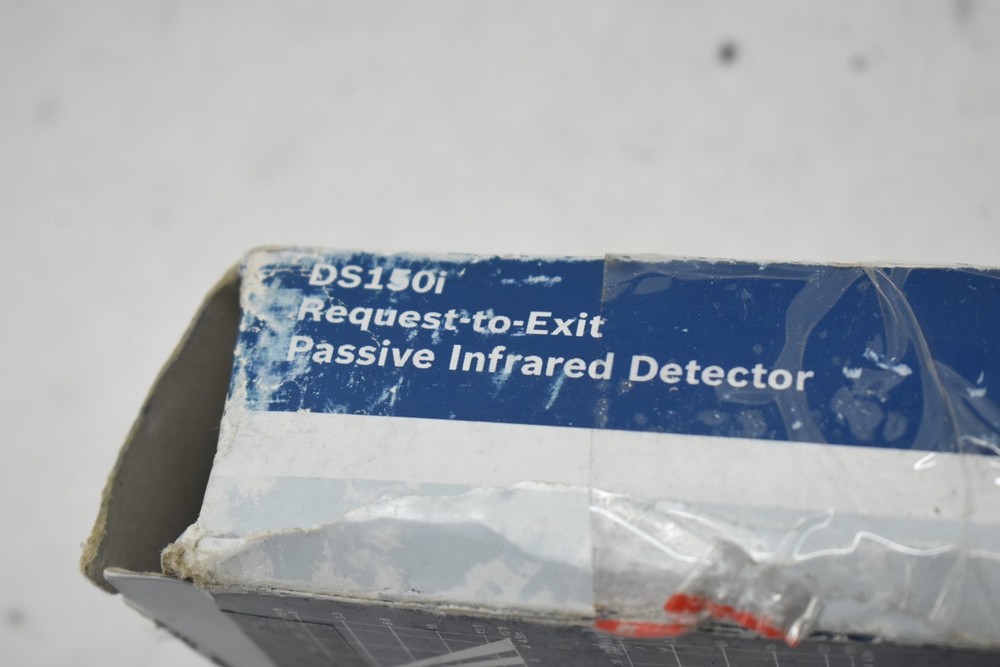 DS150i
Request-to-Exit
Passive Infrared Detector